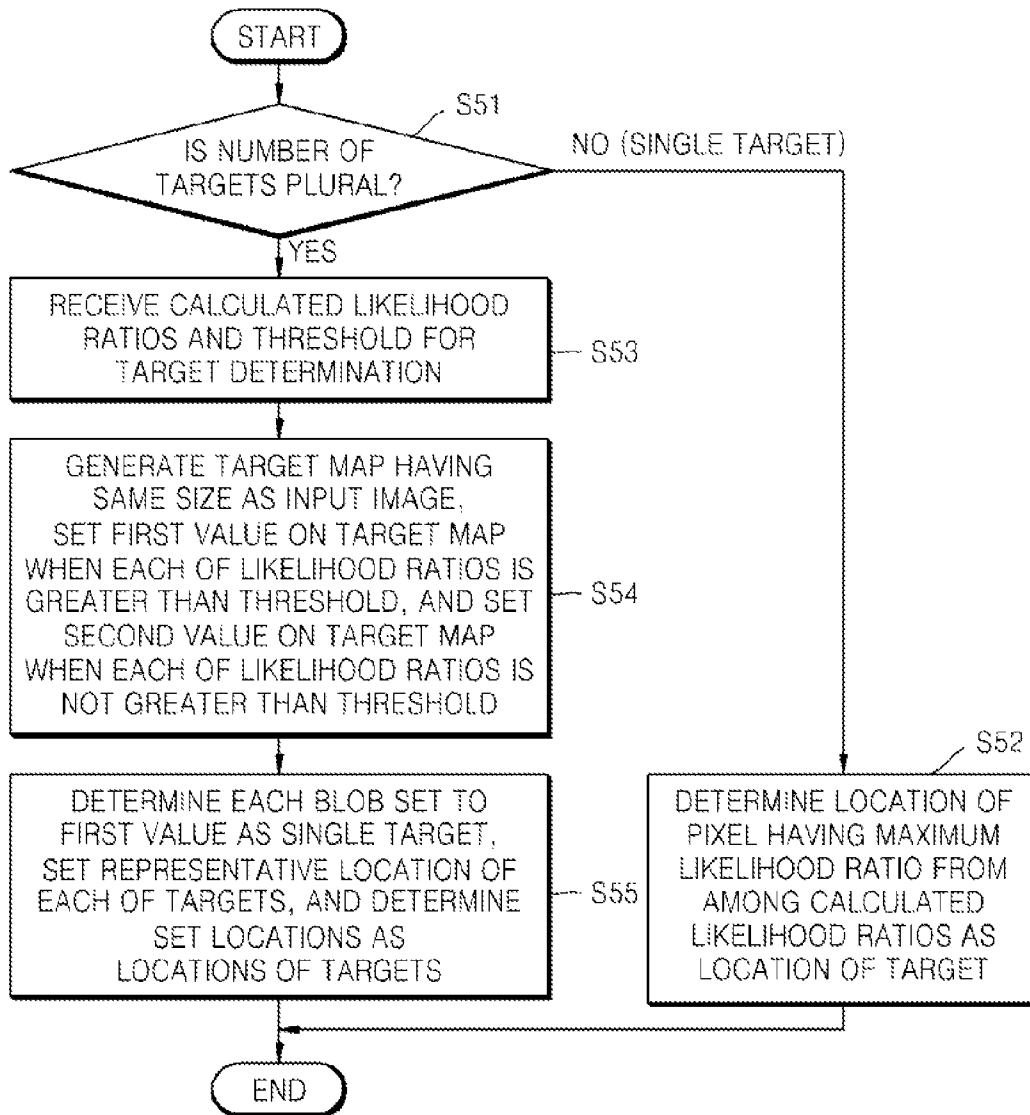 START
S51
IS NUMBER OF
TARGETS PLURAL?
NO (SINGLE TARGET)
YES
RECEIVE CALCULATED LIKELIHOOD
RATIOS AND THRESHOLD FOR
TARGET DETERMINATION
S53
GENERATE TARGET MAP HAVING
SAME SIZE AS INPUT IMAGE,
SET FIRST VALUE ON TARGET MAP
WHEN EACH OF LIKELIHOOD RATIOS IS
GREATER THAN THRESHOLD, AND SET
SECOND VALUE ON TARGET MAP
WHEN EACH OF LIKELIHOOD RATIOS IS
NOT GREATER THAN THRESHOLD
S54
DETERMINE EACH BLOB SET TO
FIRST VALUE AS SINGLE TARGET,
SET REPRESENTATIVE LOCATION OF
EACH OF TARGETS, AND DETERMINE
SET LOCATIONS AS
LOCATIONS OF TARGETS
S55
S52
DETERMINE LOCATION OF
PIXEL HAVING MAXIMUM
LIKELIHOOD RATIO FROM
AMONG CALCULATED
LIKELIHOOD RATIOS AS
LOCATION OF TARGET
END